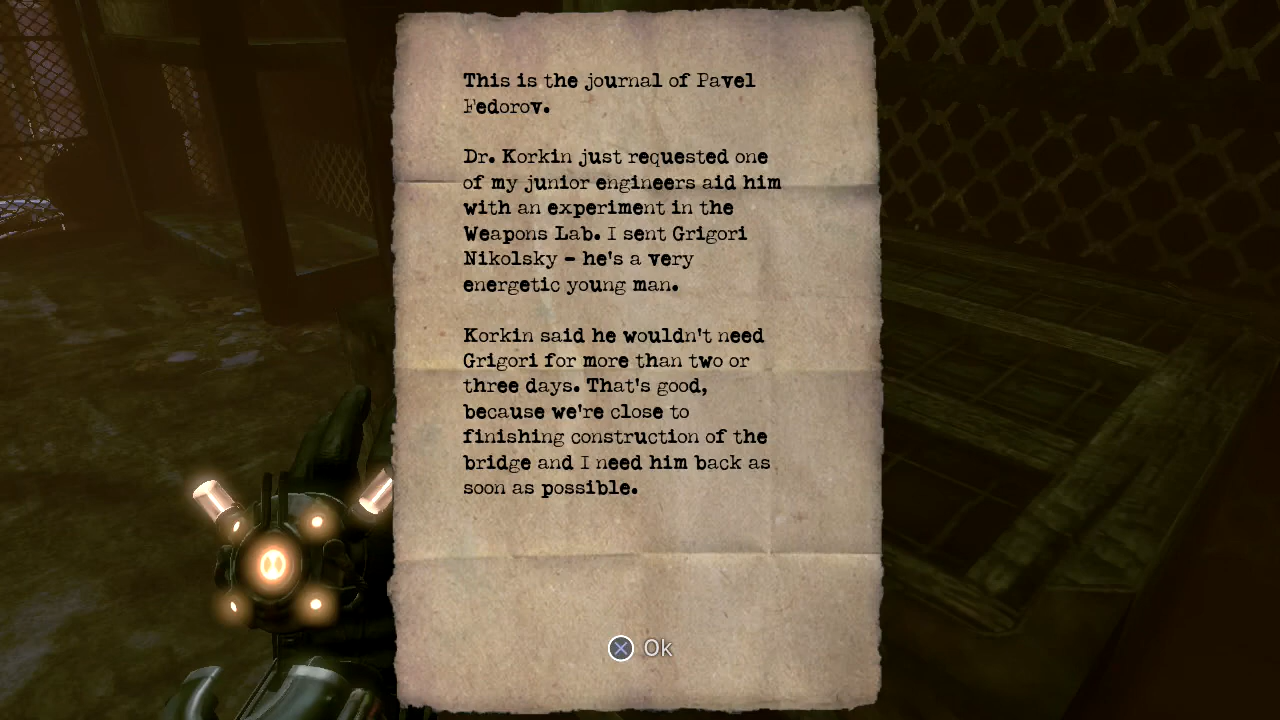 This is the journal of Pavel
Fedorov.
Dr. Korkin just requested one
of my junior engineers aid him
with an experiment in the
Weapons Lab. I sent Grigori
Nikolsky - he's a very
energetic young man.
Korkin said he wouldn't need
Grigori for more than two or
three days. That's good,
because we're close to
finishing construction of the
bridge and I need him back as
soon as possible.
Ok